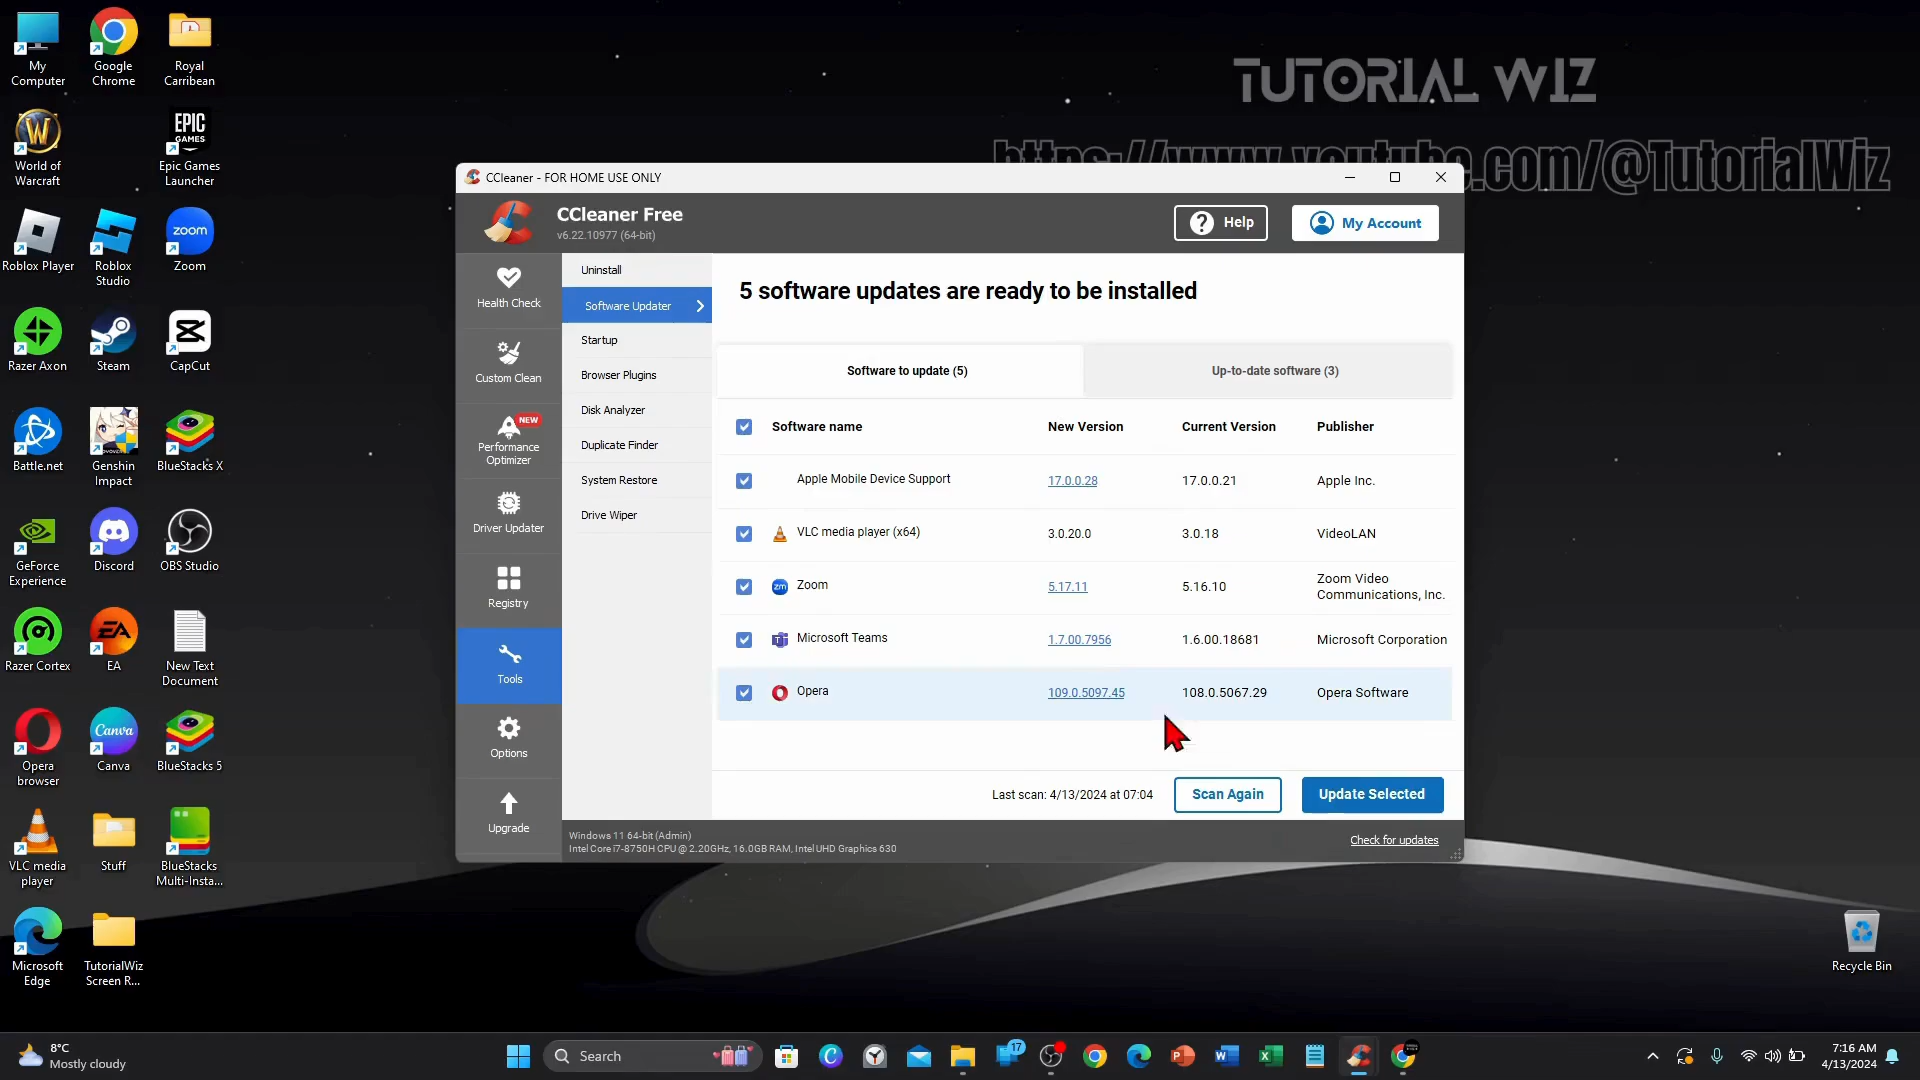 My
Computer
Google
Chrome
Royal
Carribean
World of
Warcraft
EPIC
GAMES
Epic Games
Launcher
Roblox Player
Roblox
Studio
zoom
Zoom
Razer Axon
Steam
CapCut
Battle.net
Genshin
Impact
BlueStacks X
GeForce
Experience
Discord
OBS Studio
Razer Cortex
EA
EA
New Text
Document
Opera
browser
Canva
Canva
BlueStacks 5
VLC media
player
Stuff
BlueStacks
Multi-Insta...
Microsoft
Edge
TutorialWiz
Screen R...
TUTORIAL WIZ
https://www.youtube.com/@TutorialWiz
CCleaner - FOR HOME USE ONLY
CCleaner Free
v6.22.10977 (64-bit)
? Help
My Account
Health Check
Custom Clean
NEW
Performance
Optimizer
Driver Updater
Registry
Tools
Options
Upgrade
Uninstall
Software Updater
Startup
Browser Plugins
Disk Analyzer
Duplicate Finder
System Restore
Drive Wiper
5 software updates are ready to be installed
Software to update (5)
Up-to-date software (3)
Software name New Version Current Version Publisher
Apple Mobile Device Support 17.0.0.28 17.0.0.21 Apple Inc.
VLC media player (x64) 3.0.20.0 3.0.18 VideoLAN
zm Zoom 5.17.11 5.16.10 Zoom Video
Communications, Inc.
Microsoft Teams 1.7.00.7956 1.6.00.18681 Microsoft Corporation
Opera 109.0.5097.45 108.0.5067.29 Opera Software
Last scan: 4/13/2024 at 07:04
Scan Again
Update Selected
Windows 11 64-bit (Admin)
Intel Core i7-8750H CPU @ 2.20GHz, 16.0GB RAM, Intel UHD Graphics 630
Check for updates
Recycle Bin
8°C
Mostly cloudy
Search
17
7:16 AM
4/13/2024